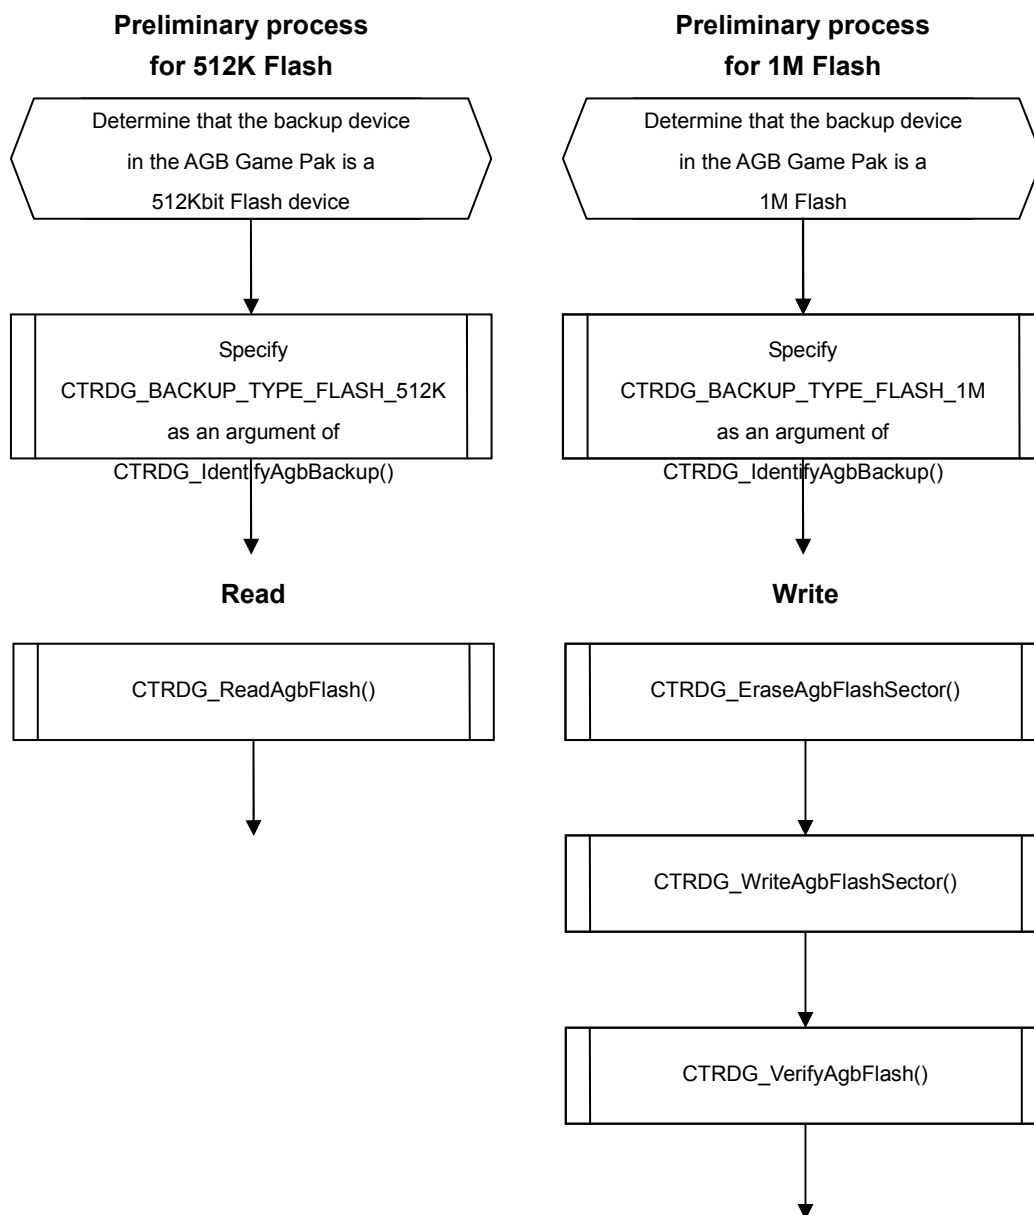 Preliminary process
for 512K Flash
Determine that the backup device
in the AGB Game Pak is a
512Kbit Flash device
Specify
CTRDG_BACKUP_TYPE_FLASH_512K
as an argument of
CTRDG_IdentifyAgbBackup()
Preliminary process
for 1M Flash
Determine that the backup device
in the AGB Game Pak is a
1M Flash
Specify
CTRDG_BACKUP_TYPE_FLASH_1M
as an argument of
CTRDG_IdentifyAgbBackup()
Read
CTRDG_ReadAgbFlash()
Write
CTRDG_EraseAgbFlashSector()
CTRDG_WriteAgbFlashSector()
CTRDG_VerifyAgbFlash()